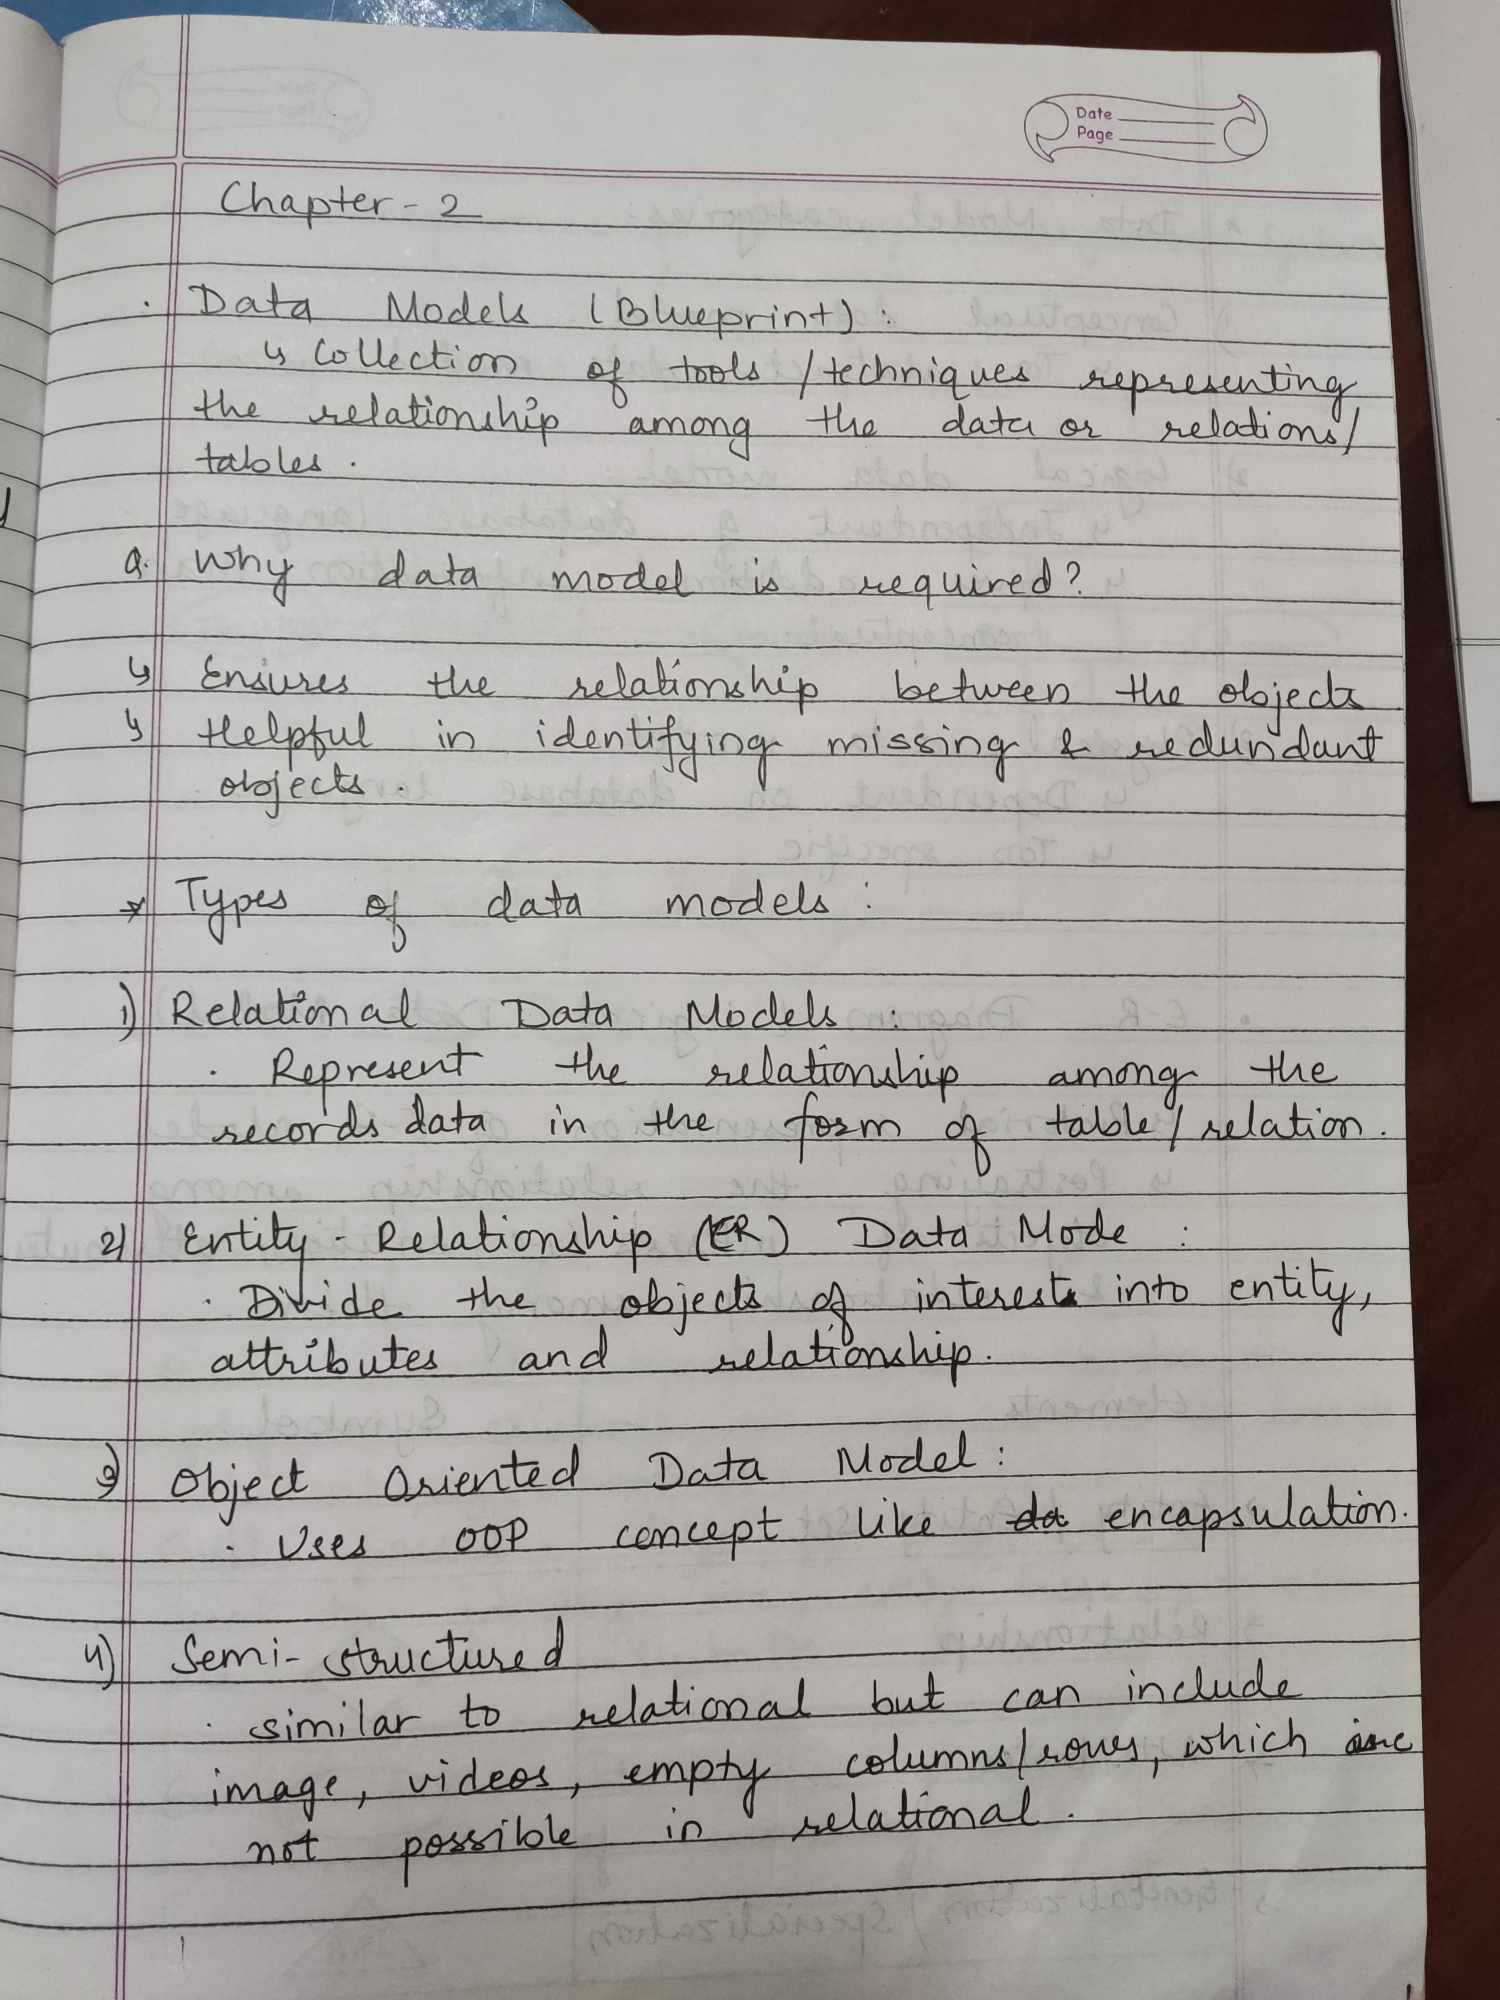 Date
Page
Chapter - 2
· Data Models (Blueprint) :
↳ Collection of tools / techniques representing
the relationship among the data or relations/
tables .
Q. Why data model is required?
↳ Ensures the relationship between the objects
↳ Helpful in identifying missing & redundant
objects .
* Types of data models :
1) Relational Data Models :
· Represent the relationship among the
records data in the form of table / relation .
2) Entity - Relationship (ER) Data Mode :
· Divide the objects of interest into entity,
attributes and relationship.
3) Object Oriented Data Model :
· Uses OOP concept like encapsulation.
4) Semi - structured
· similar to relational but can include
image, videos, empty columns/rows, which are
not possible in relational .